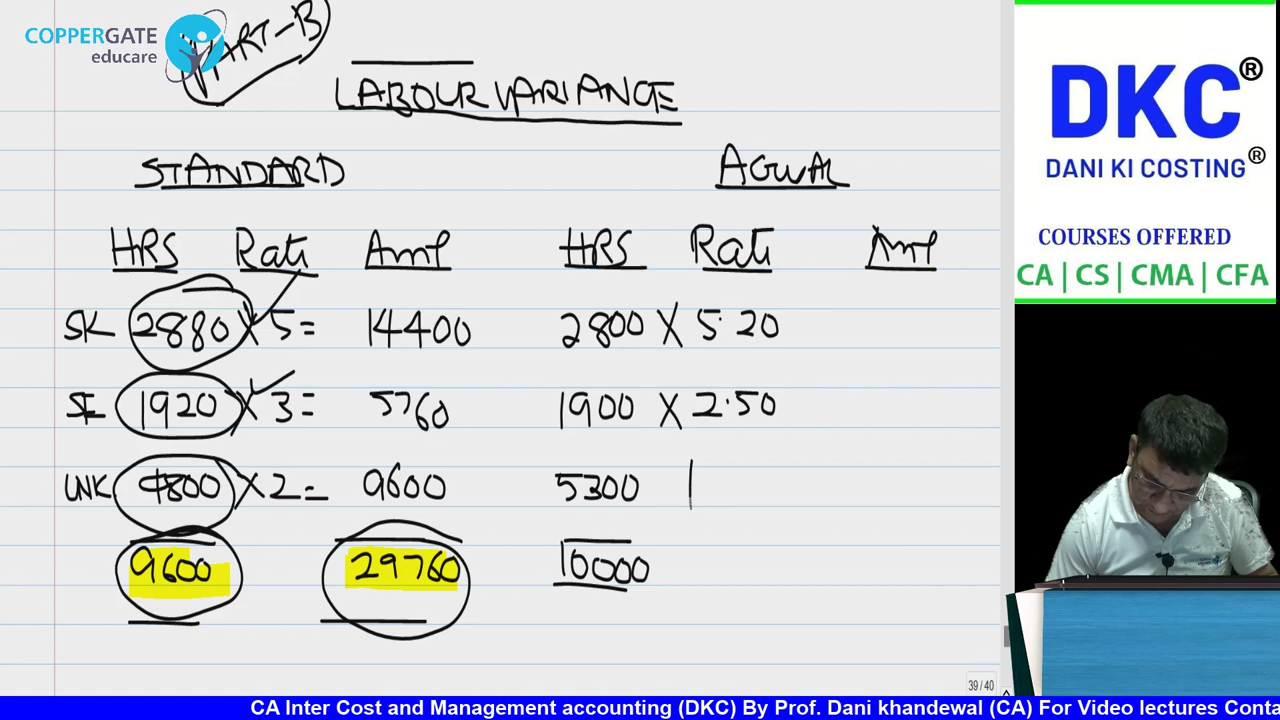 COPPERGATE
educare
PART-B
LABOUR VARIANCE
STANDARD ACTUAL
HRS Rate Amt HRS Rate Amt
SK 2880 X 5 = 14400 2800 X 5.20
SE 1920 X 3 = 5760 1900 X 2.50
UNK 4800 X 2 = 9600 5300
9600 29760 10000
39 / 40
DKC®
DANI KI COSTING®
COURSES OFFERED
CA | CS | CMA | CFA
CA Inter Cost and Management accounting (DKC) By Prof. Dani khandewal (CA) For Video lectures Conta